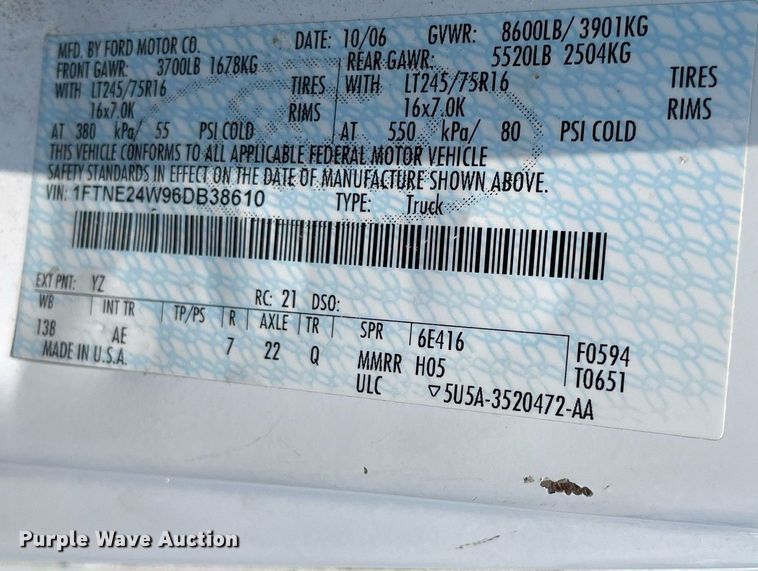 MFD. BY FORD MOTOR CO. DATE: 10/06 GVWR: 8600LB/ 3901KG
FRONT GAWR: 3700LB 1678KG REAR GAWR: 5520LB 2504KG
WITH LT245/75R16 TIRES WITH LT245/75R16 TIRES
16x7.0K RIMS 16x7.0K RIMS
AT 380 kPa/ 55 PSI COLD AT 550 kPa/ 80 PSI COLD
THIS VEHICLE CONFORMS TO ALL APPLICABLE FEDERAL MOTOR VEHICLE
SAFETY STANDARDS IN EFFECT ON THE DATE OF MANUFACTURE SHOWN ABOVE.
VIN: 1FTNE24W96DB38610 TYPE: Truck
EXT PNT: YZ RC: 21 DSO:
WB INT TR TP/PS R AXLE TR SPR 6E416 F0594
138 AE 7 22 Q MMRR H05 T0651
MADE IN U.S.A. ULC ▽5U5A-3520472-AA
Purple Wave Auction